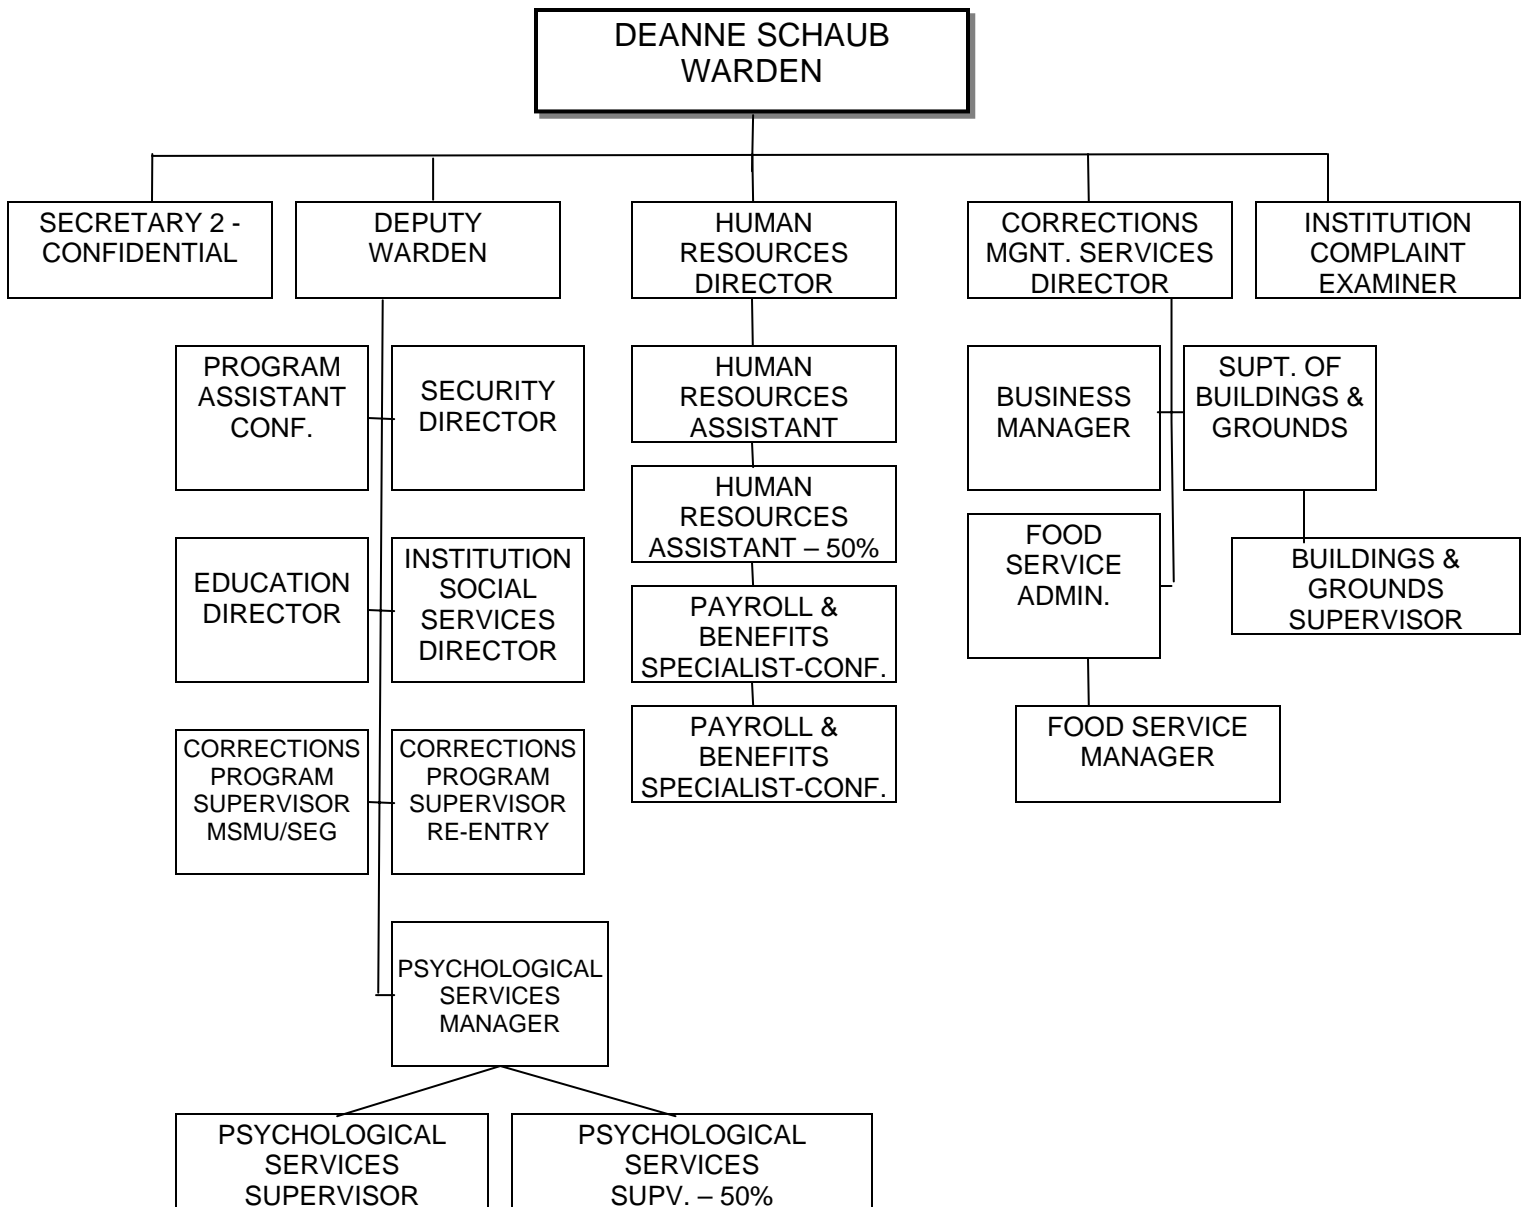 DEANNE SCHAUB
WARDEN
SECRETARY 2 -
CONFIDENTIAL
DEPUTY
WARDEN
HUMAN
RESOURCES
DIRECTOR
CORRECTIONS
MGNT. SERVICES
DIRECTOR
INSTITUTION
COMPLAINT
EXAMINER
PROGRAM
ASSISTANT
CONF.
SECURITY
DIRECTOR
HUMAN
RESOURCES
ASSISTANT
BUSINESS
MANAGER
SUPT. OF
BUILDINGS &
GROUNDS
HUMAN
RESOURCES
ASSISTANT – 50%
EDUCATION
DIRECTOR
INSTITUTION
SOCIAL
SERVICES
DIRECTOR
FOOD
SERVICE
ADMIN.
BUILDINGS &
GROUNDS
SUPERVISOR
PAYROLL &
BENEFITS
SPECIALIST-CONF.
PAYROLL &
BENEFITS
SPECIALIST-CONF.
FOOD SERVICE
MANAGER
CORRECTIONS
PROGRAM
SUPERVISOR
MSMU/SEG
CORRECTIONS
PROGRAM
SUPERVISOR
RE-ENTRY
PSYCHOLOGICAL
SERVICES
MANAGER
PSYCHOLOGICAL
SERVICES
SUPERVISOR
PSYCHOLOGICAL
SERVICES
SUPV. – 50%